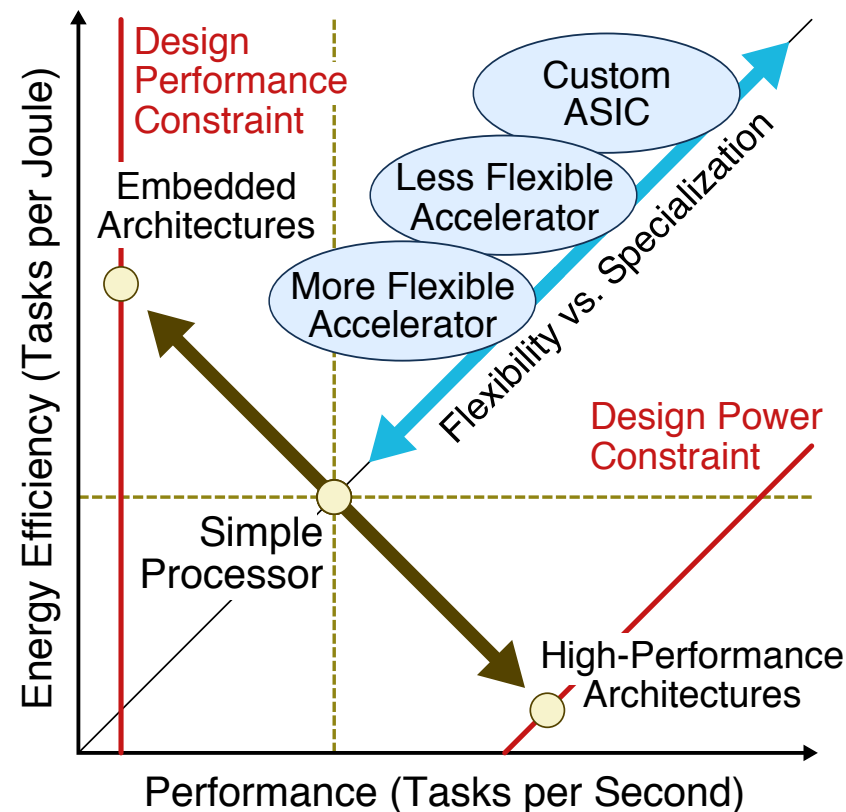 Design
Performance
Constraint
Custom
ASIC
Less Flexible
Accelerator
More Flexible
Accelerator
Flexibility vs. Specialization
Embedded
Architectures
Design Power
Constraint
Simple
Processor
High-Performance
Architectures
Energy Efficiency (Tasks per Joule)
Performance (Tasks per Second)